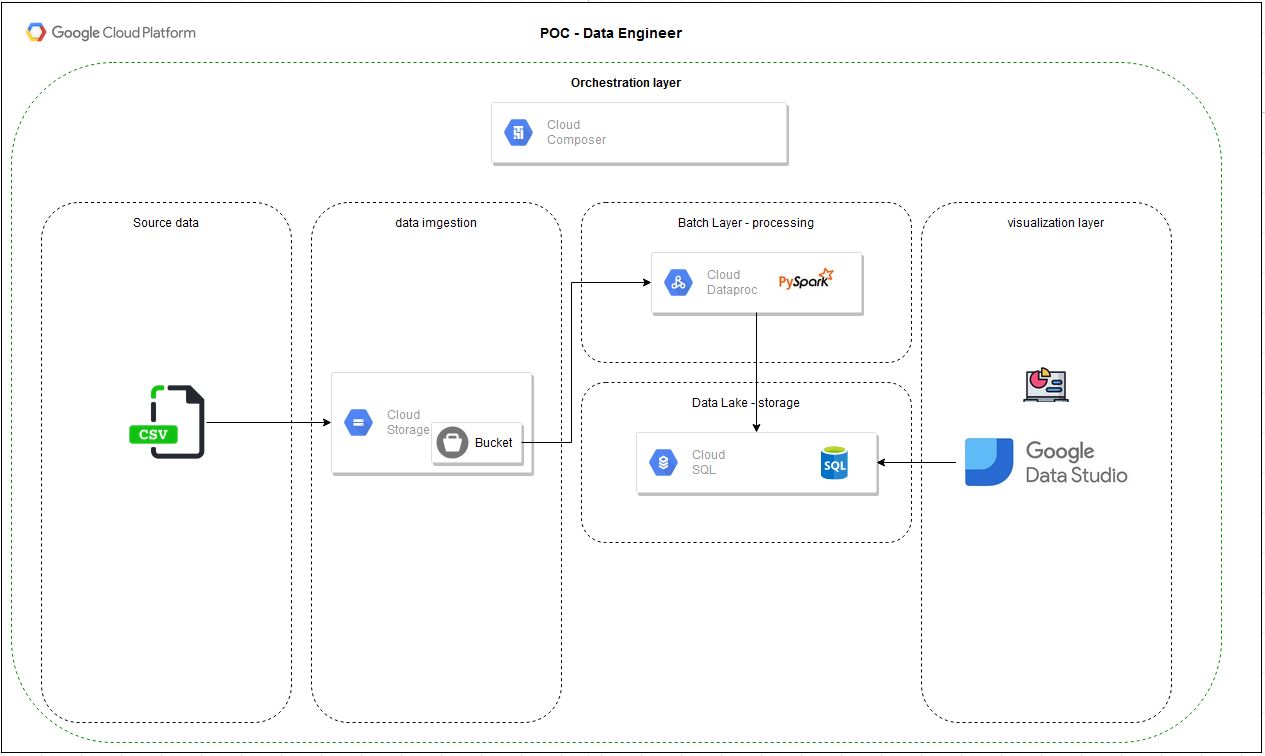 Google Cloud Platform
POC - Data Engineer
Orchestration layer
Cloud
Composer
Source data
data imgestion
Batch Layer - processing
visualization layer
Cloud
Dataproc
PySpark
CSV
Cloud
Storage
Bucket
Data Lake - storage
Cloud
SQL
SQL
Google
Data Studio